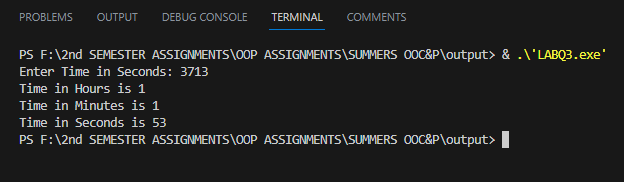 PROBLEMS OUTPUT DEBUG CONSOLE TERMINAL COMMENTS
PS F:\2nd SEMESTER ASSIGNMENTS\OOP ASSIGNMENTS\SUMMERS OOC&P\output> & .\'LABQ3.exe'
Enter Time in Seconds: 3713
Time in Hours is 1
Time in Minutes is 1
Time in Seconds is 53
PS F:\2nd SEMESTER ASSIGNMENTS\OOP ASSIGNMENTS\SUMMERS OOC&P\output>